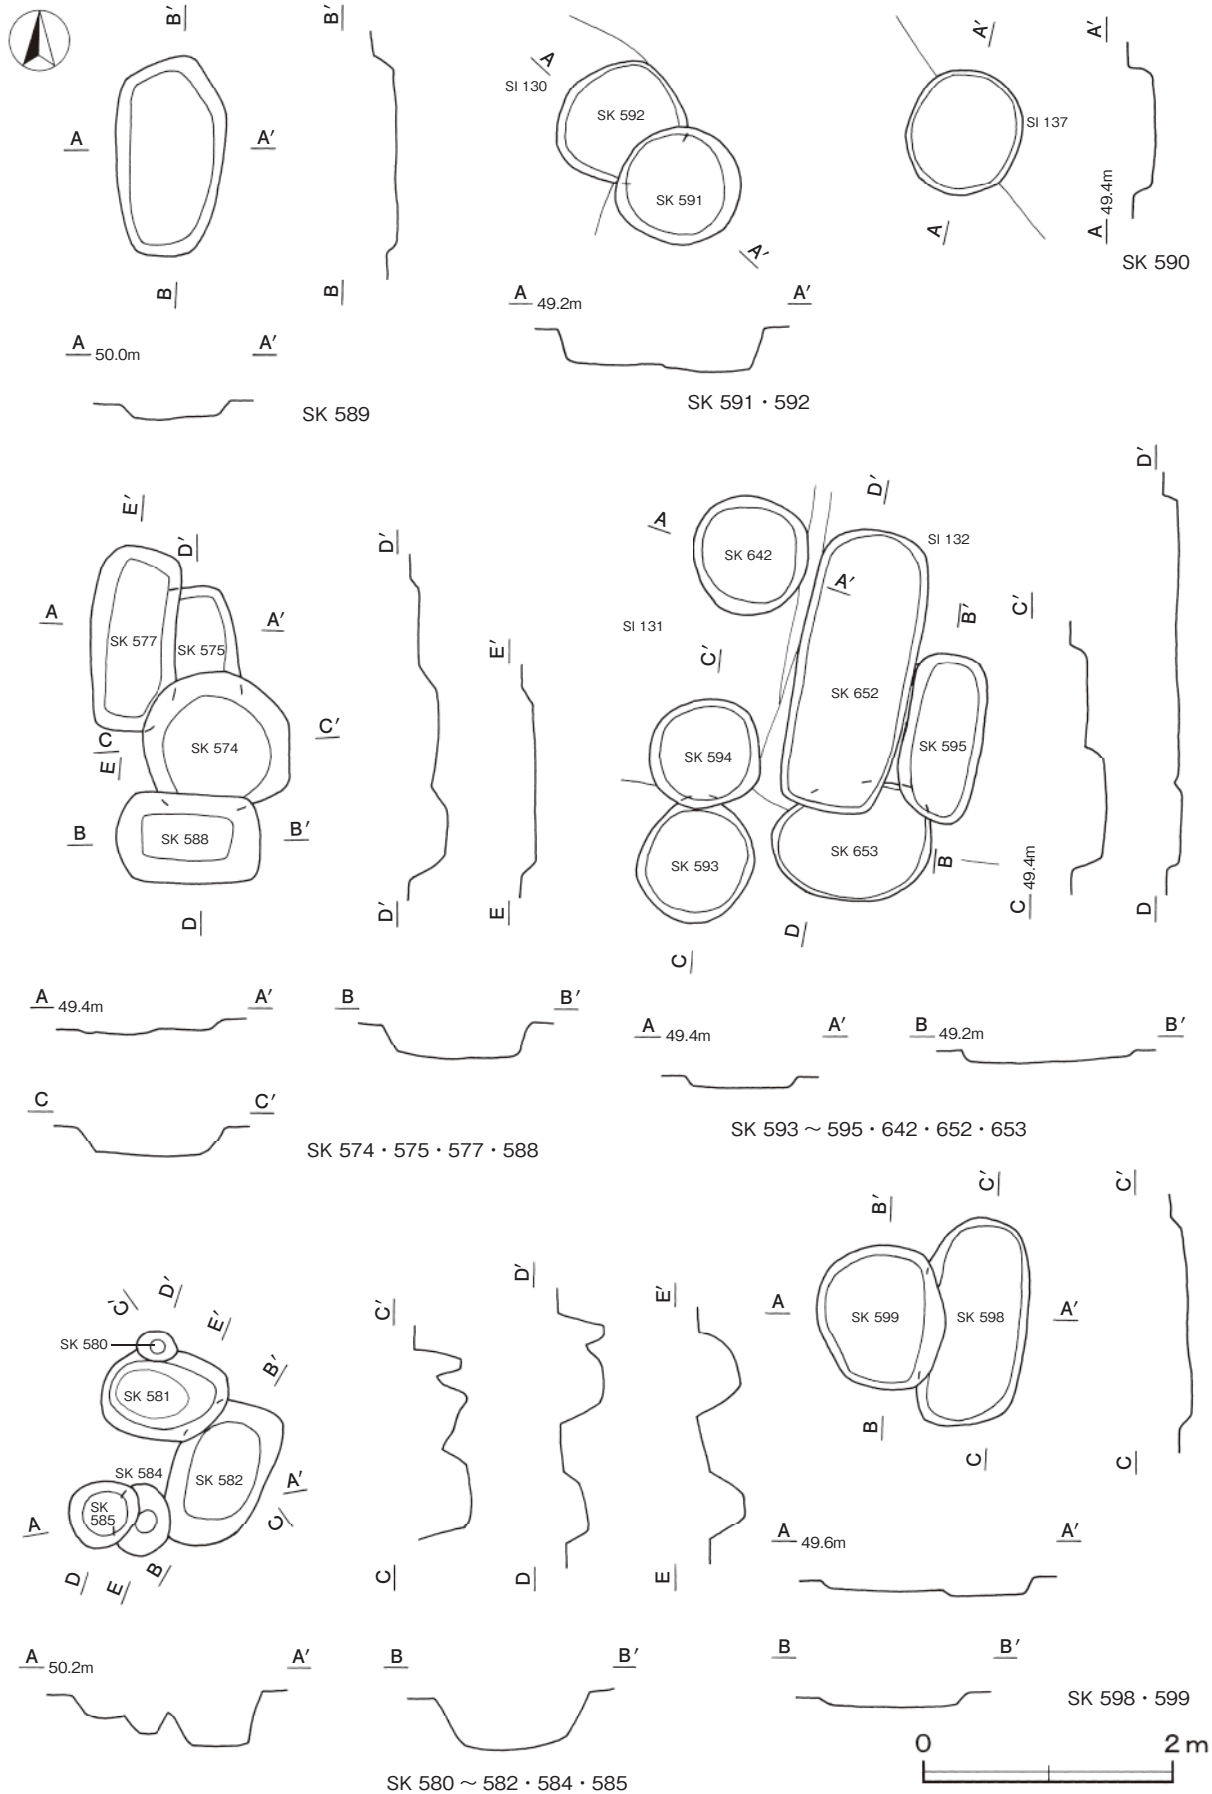 B′
B′
A
A′
B
B
A 50.0m
A′
SK 589
A
SI 130
SK 592
SK 591
A′
A 49.2m
A′
SK 591・592
A′
SI 137
A
A′
A 49.4m
SK 590
E′
D′
A
A′
SK 577
SK 575
SK 574
C
C′
E
B
B′
SK 588
D
D′
D′
E′
E
A 49.4m
A′
B
B′
C
C′
SK 574・575・577・588
A
SK 642
A′
SI 131
SI 132
D′
B′
C′
SK 652
SK 594
SK 595
SK 593
SK 653
B
D
C
C′
C 49.4m
D′
D
A 49.4m
A′
B 49.2m
B′
SK 593～595・642・652・653
C′
D′
E′
B′
SK 580
SK 581
SK 584
SK 582
SK
585
A
A′
C
D
E
B
C′
C
D′
D
E′
E
A 50.2m
A′
B
B′
SK 580～582・584・585
B′
C′
A
A′
SK 599
SK 598
B
C
C′
C
A 49.6m
A′
B
B′
SK 598・599
0
2 m